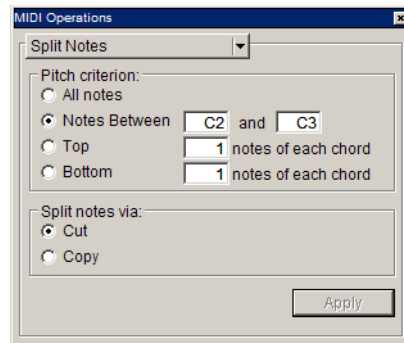 MIDI Operations
Split Notes
Pitch criterion:
All notes
Notes Between C2 and C3
Top 1 notes of each chord
Bottom 1 notes of each chord
Split notes via:
Cut
Copy
Apply